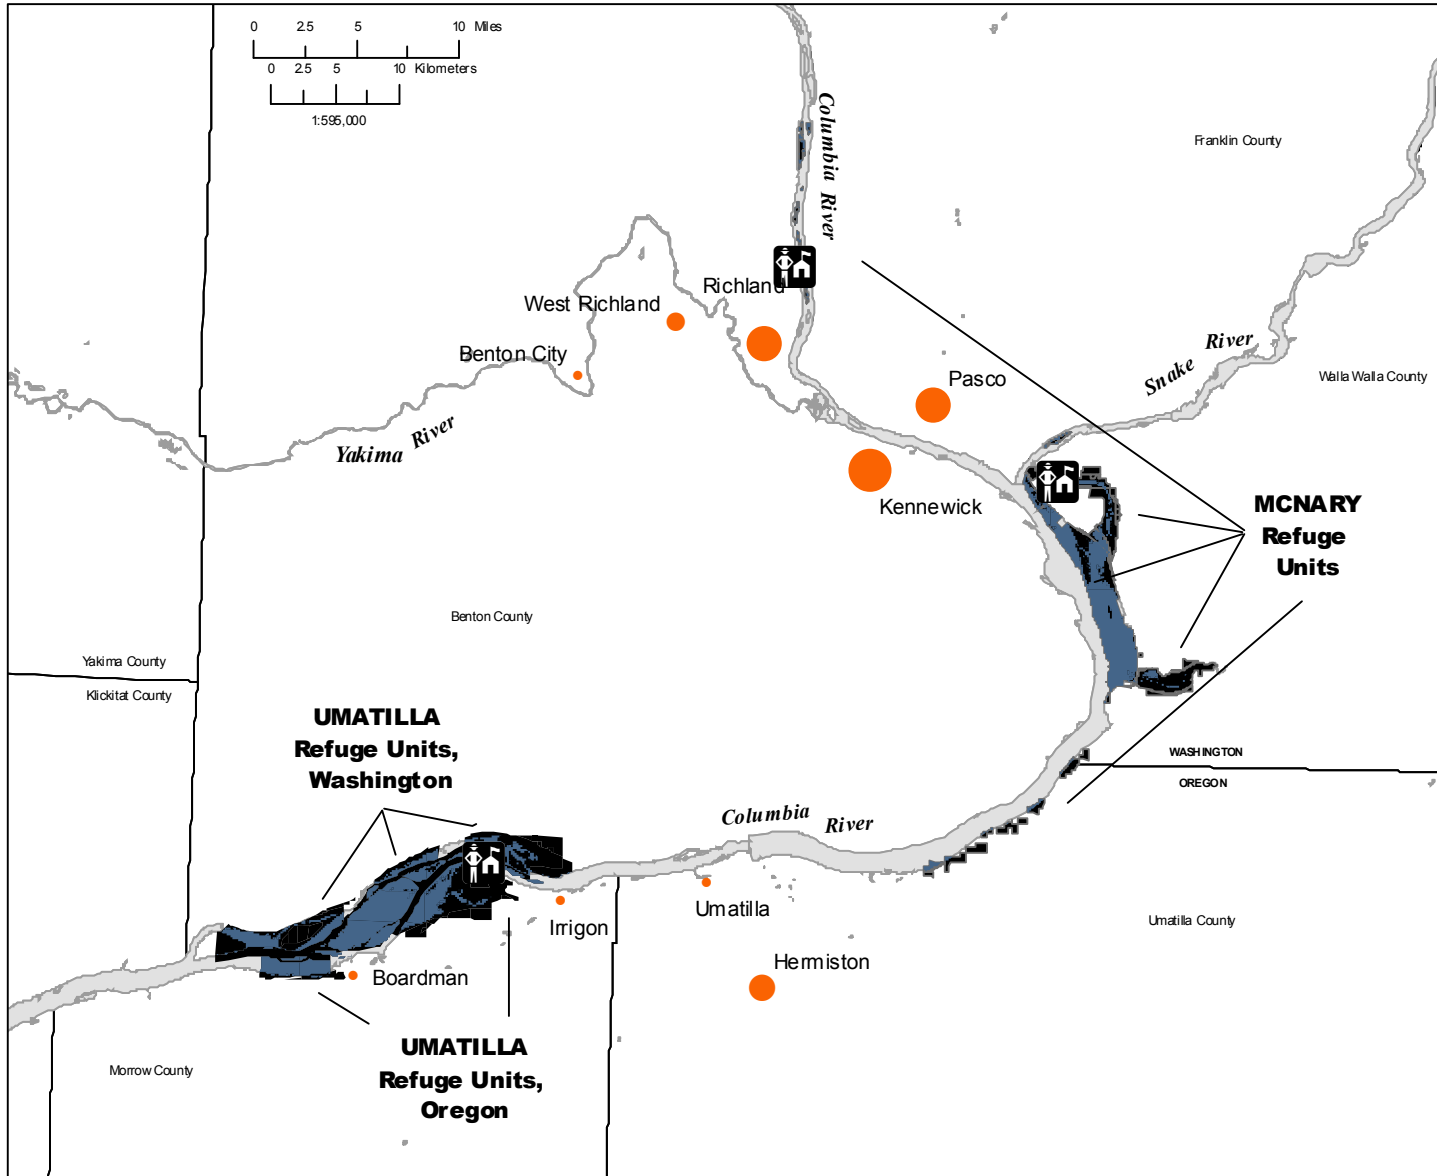 0 2.5 5 10 Miles
0 2.5 5 10 Kilometers
1:595,000
Columbia River
Franklin County
Richland
West Richland
Benton City
Snake River
Pasco
Walla Walla County
Yakima River
Kennewick
MCNARY
Refuge
Units
Benton County
Yakima County
Klickitat County
UMATILLA
Refuge Units,
Washington
WASHINGTON
OREGON
Columbia River
Umatilla
Irrigon
Umatilla County
Hermiston
Boardman
UMATILLA
Refuge Units,
Oregon
Morrow County